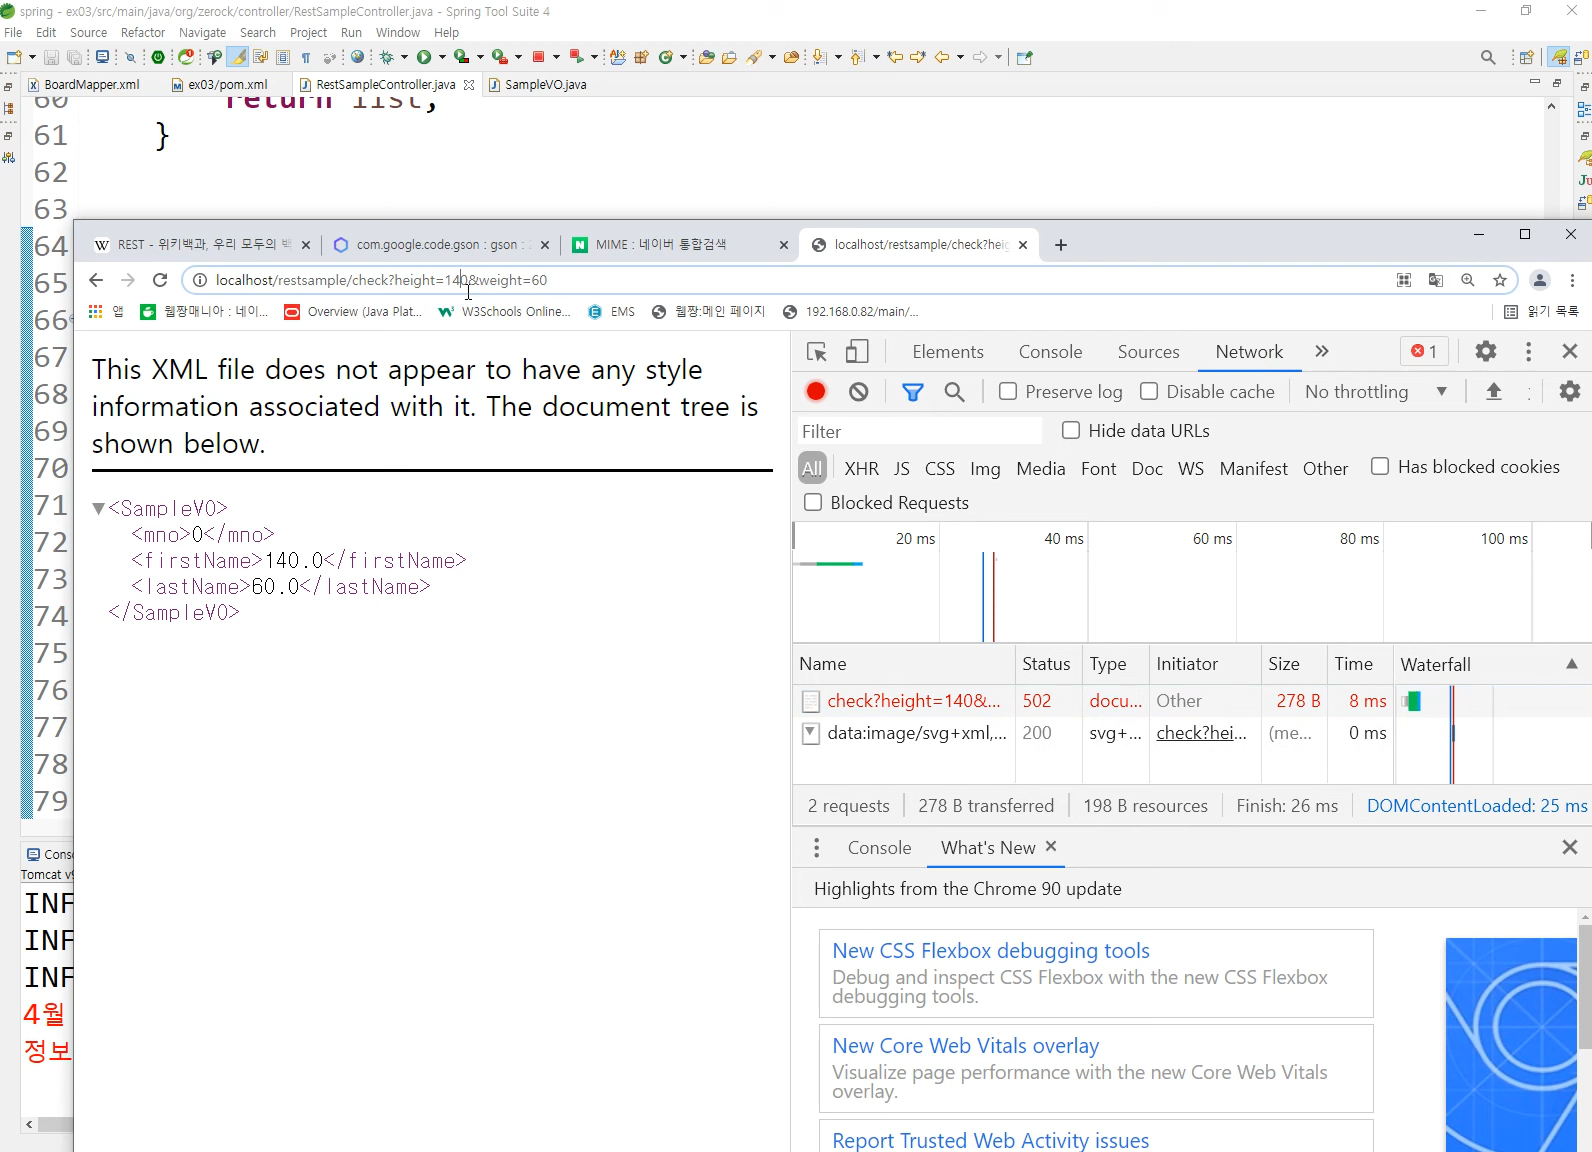 spring - ex03/src/main/java/org/zerock/controller/RestSampleController.java - Spring Tool Suite 4
File Edit Source Refactor Navigate Search Project Run Window Help
BoardMapper.xml ex03/pom.xml RestSampleController.java SampleVO.java
60 return list;
61 }
62
63
64
65
66
67
68
69
70
71
72
73
74
75
76
77
78
79
REST - 위키백과, 우리 모두의 백 com.google.code.gson : gson : MIME : 네이버 통합검색 localhost/restsample/check?heig
localhost/restsample/check?height=140&weight=60
앱 웹짱매니아 : 네이... Overview (Java Plat... W3Schools Online... EMS 웹짱:메인 페이지 192.168.0.82/main/... 읽기 목록
This XML file does not appear to have any style
information associated with it. The document tree is
shown below.
▼<SampleVO>
<mno>0</mno>
<firstName>140.0</firstName>
<lastName>60.0</lastName>
</SampleVO>
Elements Console Sources Network » 1
Preserve log Disable cache No throttling ▼
Filter Hide data URLs
All XHR JS CSS Img Media Font Doc WS Manifest Other Has blocked cookies
Blocked Requests
20 ms 40 ms 60 ms 80 ms 100 ms
Name Status Type Initiator Size Time Waterfall
check?height=140&... 502 docu... Other 278 B 8 ms
data:image/svg+xml,... 200 svg+... check?hei... (me... 0 ms
2 requests 278 B transferred 198 B resources Finish: 26 ms DOMContentLoaded: 25 ms
Console What's New
Highlights from the Chrome 90 update
New CSS Flexbox debugging tools
Debug and inspect CSS Flexbox with the new CSS Flexbox
debugging tools.
New Core Web Vitals overlay
Visualize page performance with the new Core Web Vitals
overlay.
Report Trusted Web Activity issues
Cons
Tomcat v9
INF
INF
INF
4월
정보